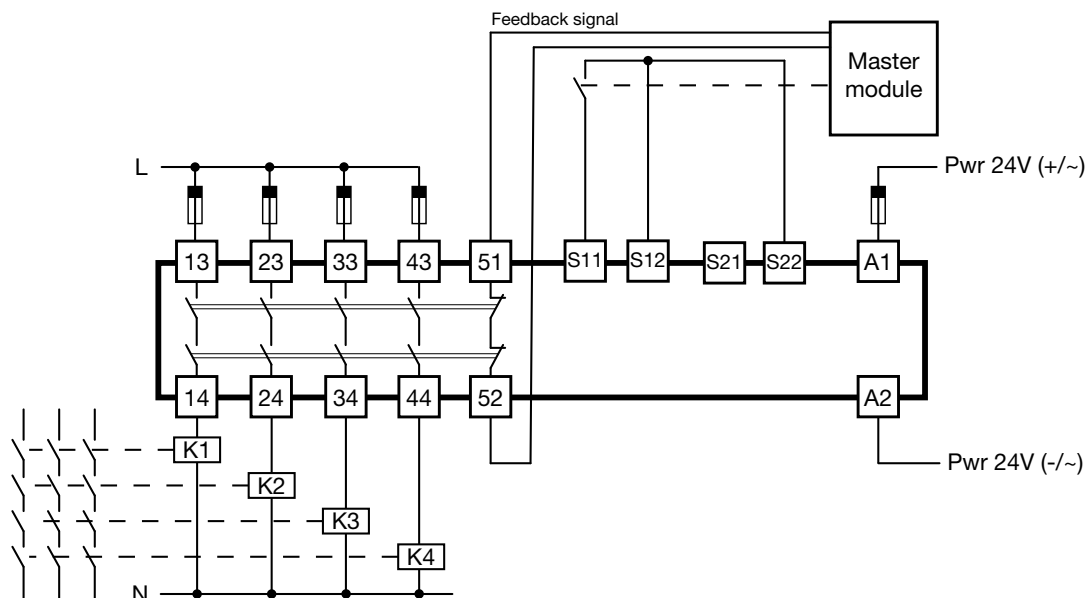 Feedback signal
Master
module
L
Pwr 24V (+/~)
13 23 33 43 51 S11 S12 S21 S22 A1
14 24 34 44 52 A2
K1
Pwr 24V (-/~)
K2
K3
K4
N